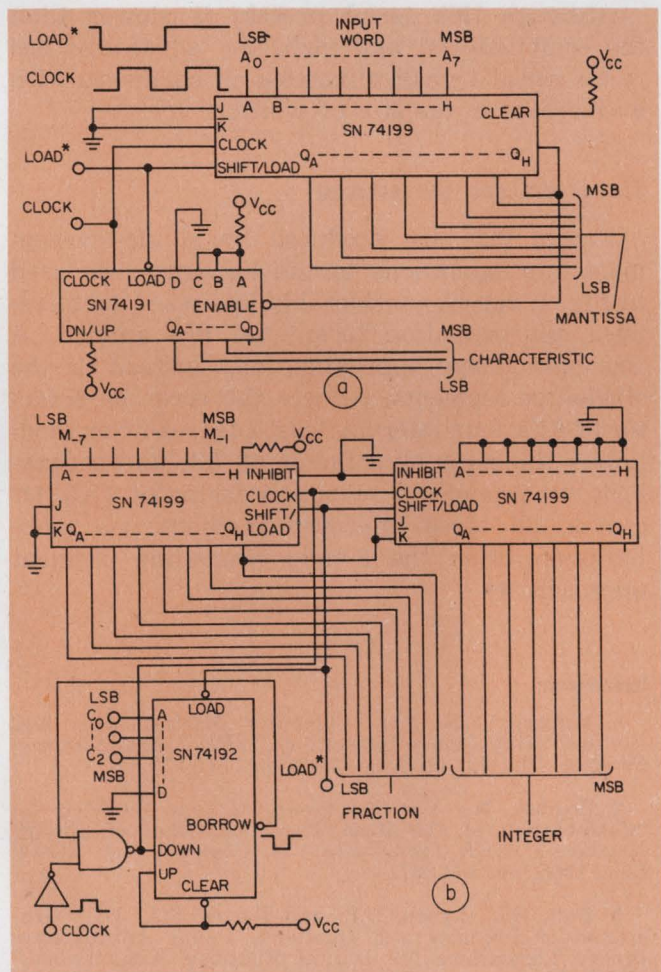 LOAD*
CLOCK
INPUT
WORD
LSB MSB
A0 A7
VCC
J A B H CLEAR
K̅
SN 74199
CLOCK
QA QH
SHIFT/LOAD
LOAD*
CLOCK
VCC
MSB
LSB
MANTISSA
CLOCK LOAD D C B A
SN 74191 ENABLE
DN/UP QA QD
VCC
MSB
CHARACTERISTIC
LSB
a
LSB MSB
M-7 M-1
VCC
A H INHIBIT
CLOCK
SN 74199 SHIFT/
LOAD
J
K̅ QA QH
INHIBIT A H
CLOCK
SHIFT/LOAD SN 74199
J
K̅ QA QH
LSB
C0
C2
MSB
LOAD
A
SN74192
D
BORROW
DOWN
UP
CLEAR
CLOCK
VCC
LOAD*
LSB
FRACTION
MSB
INTEGER
b